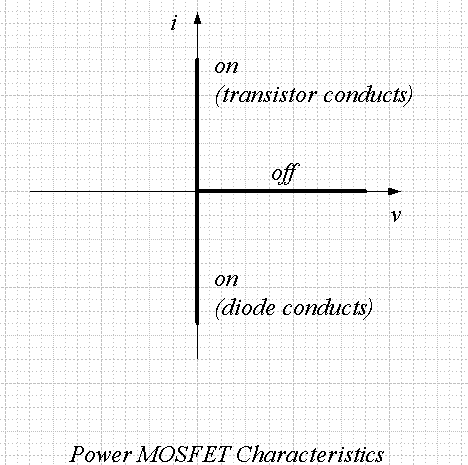 i
on
(transistor conducts)
off
v
on
(diode conducts)
Power MOSFET Characteristics